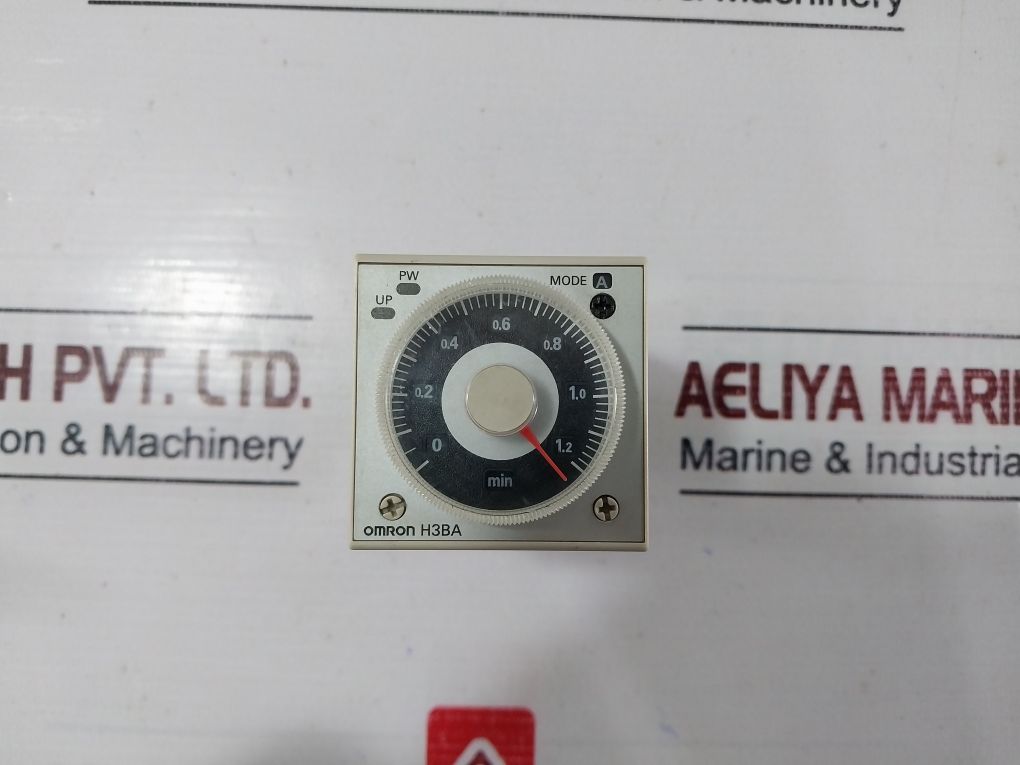 & Machinery
PW
UP
MODE A
0
0.2
0.4
0.6
0.8
1.0
1.2
min
OMRON H3BA
H PVT. LTD.
on & Machinery
AELIYA MARIN
Marine & Industria